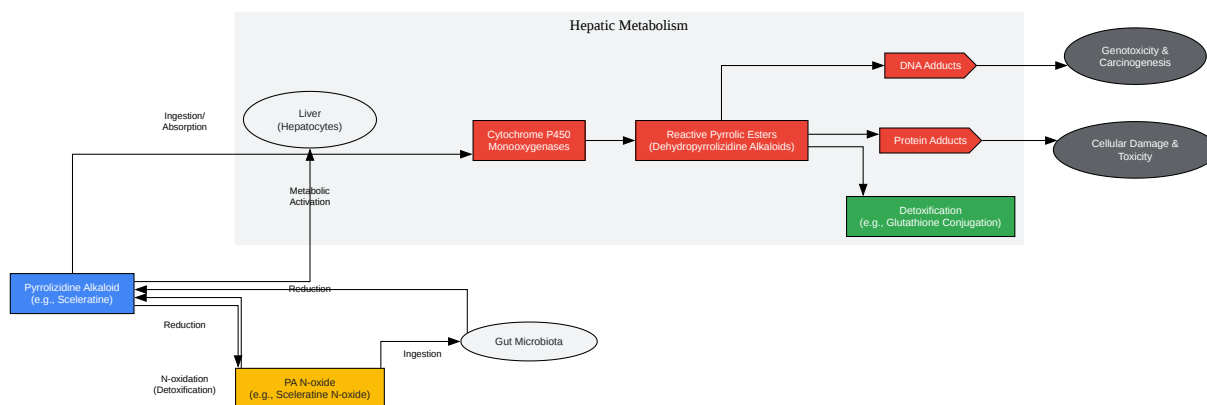 Hepatic Metabolism
Genotoxicity &
Carcinogenesis
DNA Adducts
Ingestion/
Absorption
Liver
(Hepatocytes)
Cytochrome P450
Monooxygenases
Reactive Pyrrolic Esters
(Dehydropyrrolizidine Alkaloids)
Protein Adducts
Cellular Damage &
Toxicity
Metabolic
Activation
Detoxification
(e.g., Glutathione Conjugation)
Pyrrolizidine Alkaloid
(e.g., Sceleratine)
Reduction
Reduction
Gut Microbiota
Ingestion
N-oxidation
(Detoxification)
PA N-oxide
(e.g., Sceleratine N-oxide)